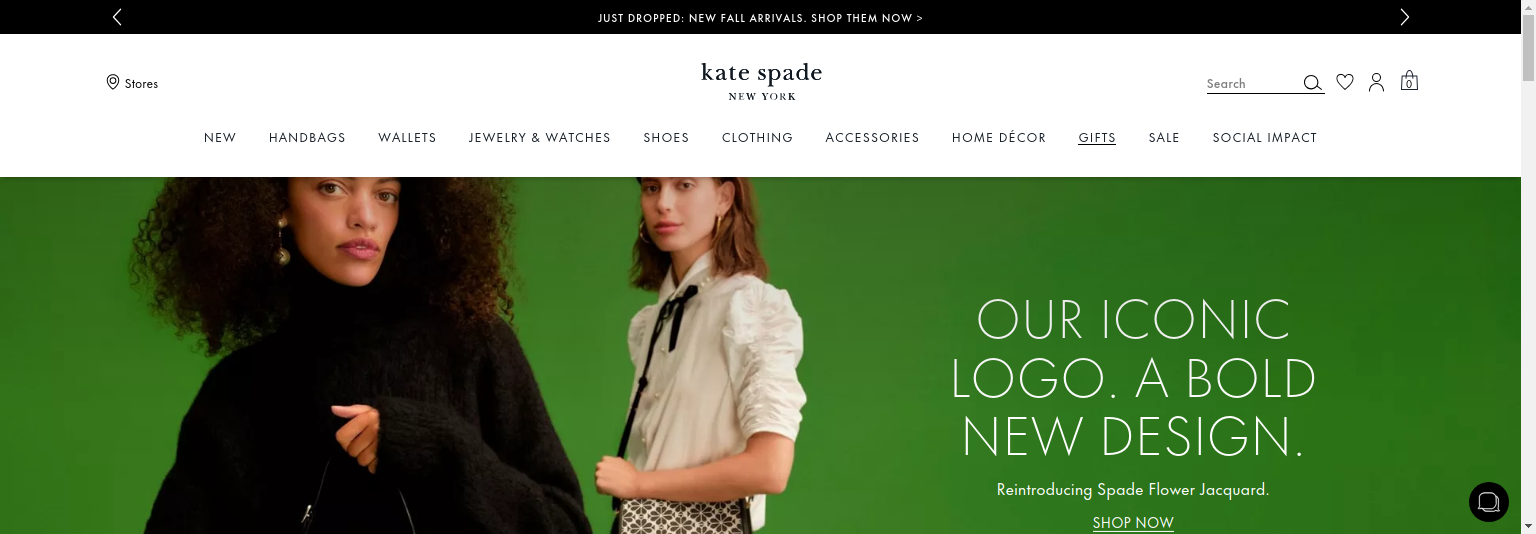 JUST DROPPED: NEW FALL ARRIVALS. SHOP THEM NOW >
Stores
kate spade
NEW YORK
Search
0
NEW HANDBAGS WALLETS JEWELRY & WATCHES SHOES CLOTHING ACCESSORIES HOME DÉCOR GIFTS SALE SOCIAL IMPACT
OUR ICONIC
LOGO. A BOLD
NEW DESIGN.
Reintroducing Spade Flower Jacquard.
SHOP NOW